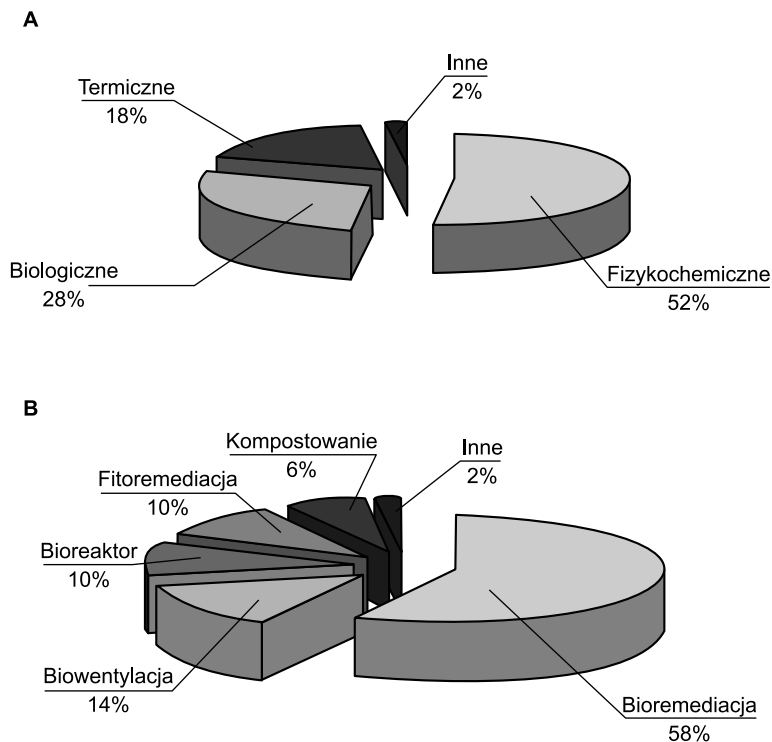 A
Inne
2%
Termiczne
18%
Biologiczne
28%
Fizykochemiczne
52%
B
Kompostowanie
6%
Inne
2%
Fitoremediacja
10%
Bioreaktor
10%
Biowentylacja
14%
Bioremediacja
58%